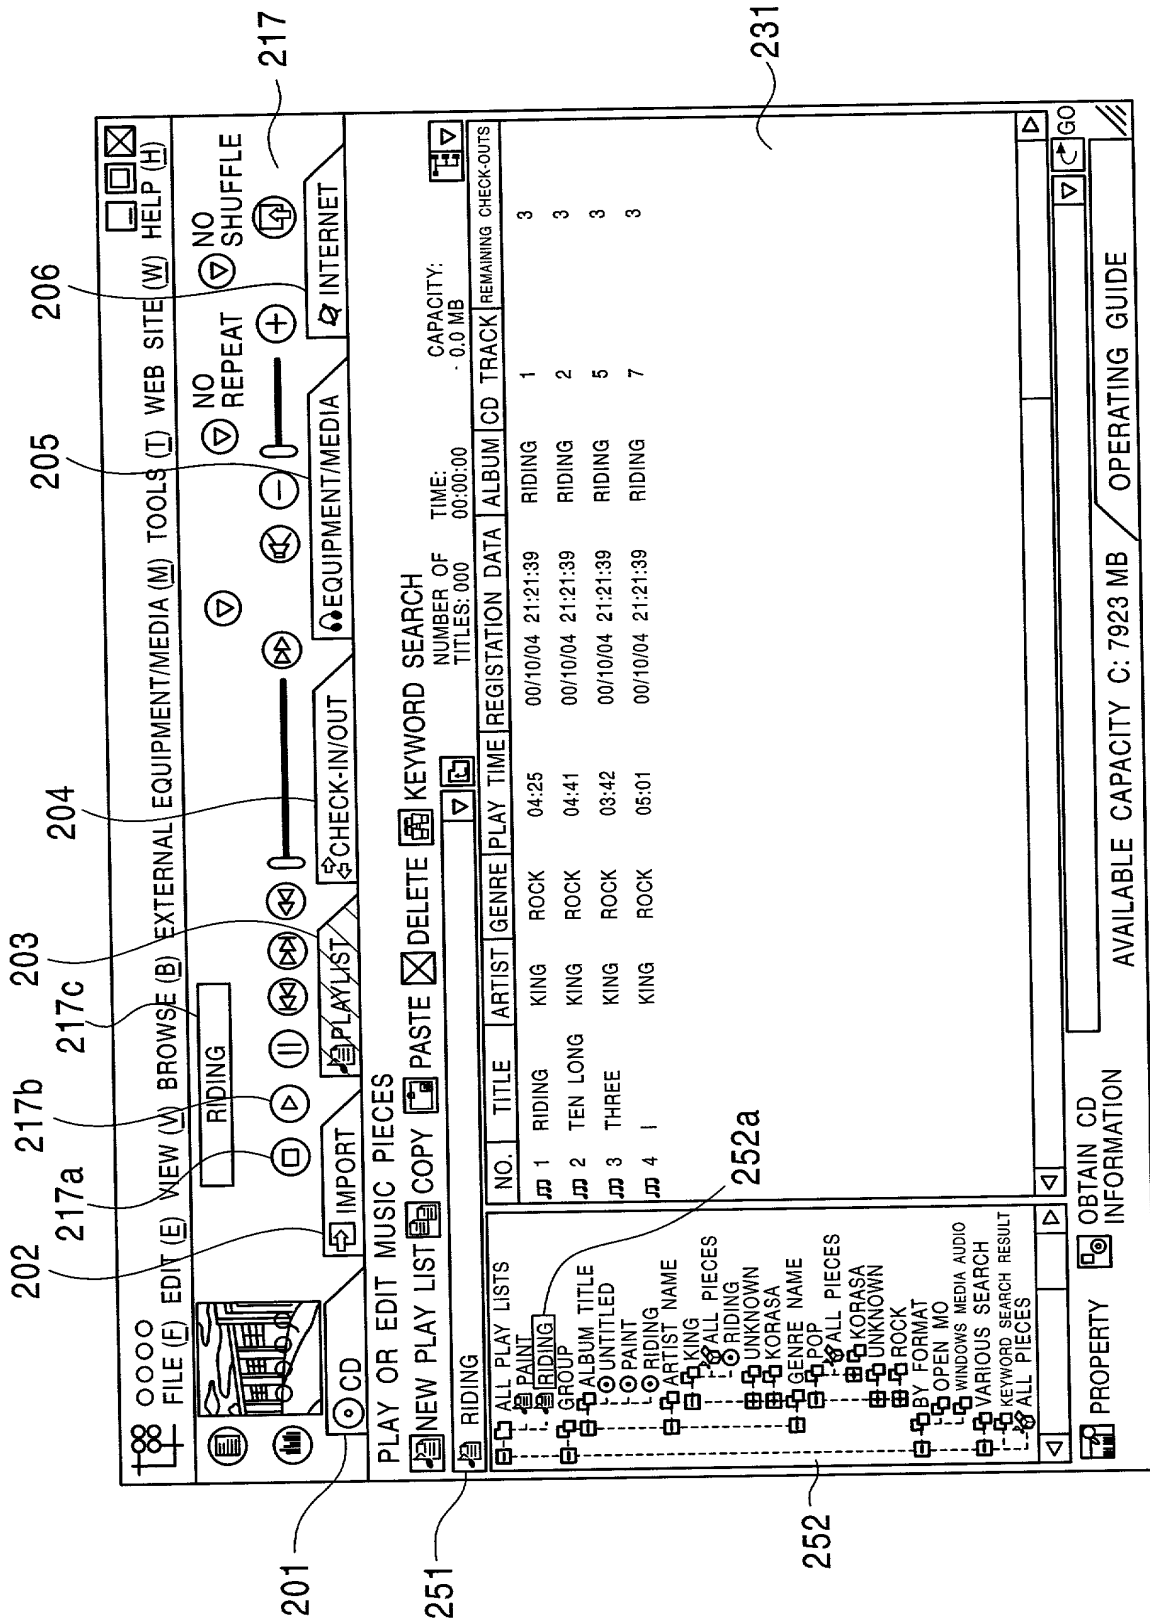 202 217a 217b 217c 203 204 205 206
217
FILE (F) EDIT (E) VIEW (V) BROWSE (B) EXTERNAL EQUIPMENT/MEDIA (M) TOOLS (T) WEB SITE (W) HELP (H)
RIDING
NO REPEAT
NO SHUFFLE
201
CD
IMPORT
PLAYLIST
CHECK-IN/OUT
EQUIPMENT/MEDIA
INTERNET
PLAY OR EDIT MUSIC PIECES
NEW PLAY LIST COPY PASTE DELETE KEYWORD SEARCH
NUMBER OF TITLES: 000
TIME: 00:00:00
CAPACITY: - 0.0 MB
251
RIDING
252
ALL PLAY LISTS
PAINT
RIDING
252a
GROUP
ALBUM TITLE
UNTITLED
PAINT
RIDING
ARTIST NAME
KING
ALL PIECES
RIDING
UNKNOWN
KORASA
GENRE NAME
POP
ALL PIECES
KORASA
UNKNOWN
ROCK
BY FORMAT
OPEN MO
WINDOWS MEDIA AUDIO
VARIOUS SEARCH
KEYWORD SEARCH RESULT
ALL PIECES
NO. TITLE ARTIST GENRE PLAY TIME REGISTATION DATA ALBUM CD TRACK REMAINING CHECK-OUTS
1 RIDING KING ROCK 04:25 00/10/04 21:21:39 RIDING 1 3
2 TEN LONG KING ROCK 04:41 00/10/04 21:21:39 RIDING 2 3
3 THREE KING ROCK 03:42 00/10/04 21:21:39 RIDING 5 3
4 I KING ROCK 05:01 00/10/04 21:21:39 RIDING 7 3
231
PROPERTY
OBTAIN CD INFORMATION
GO
AVAILABLE CAPACITY C: 7923 MB
OPERATING GUIDE